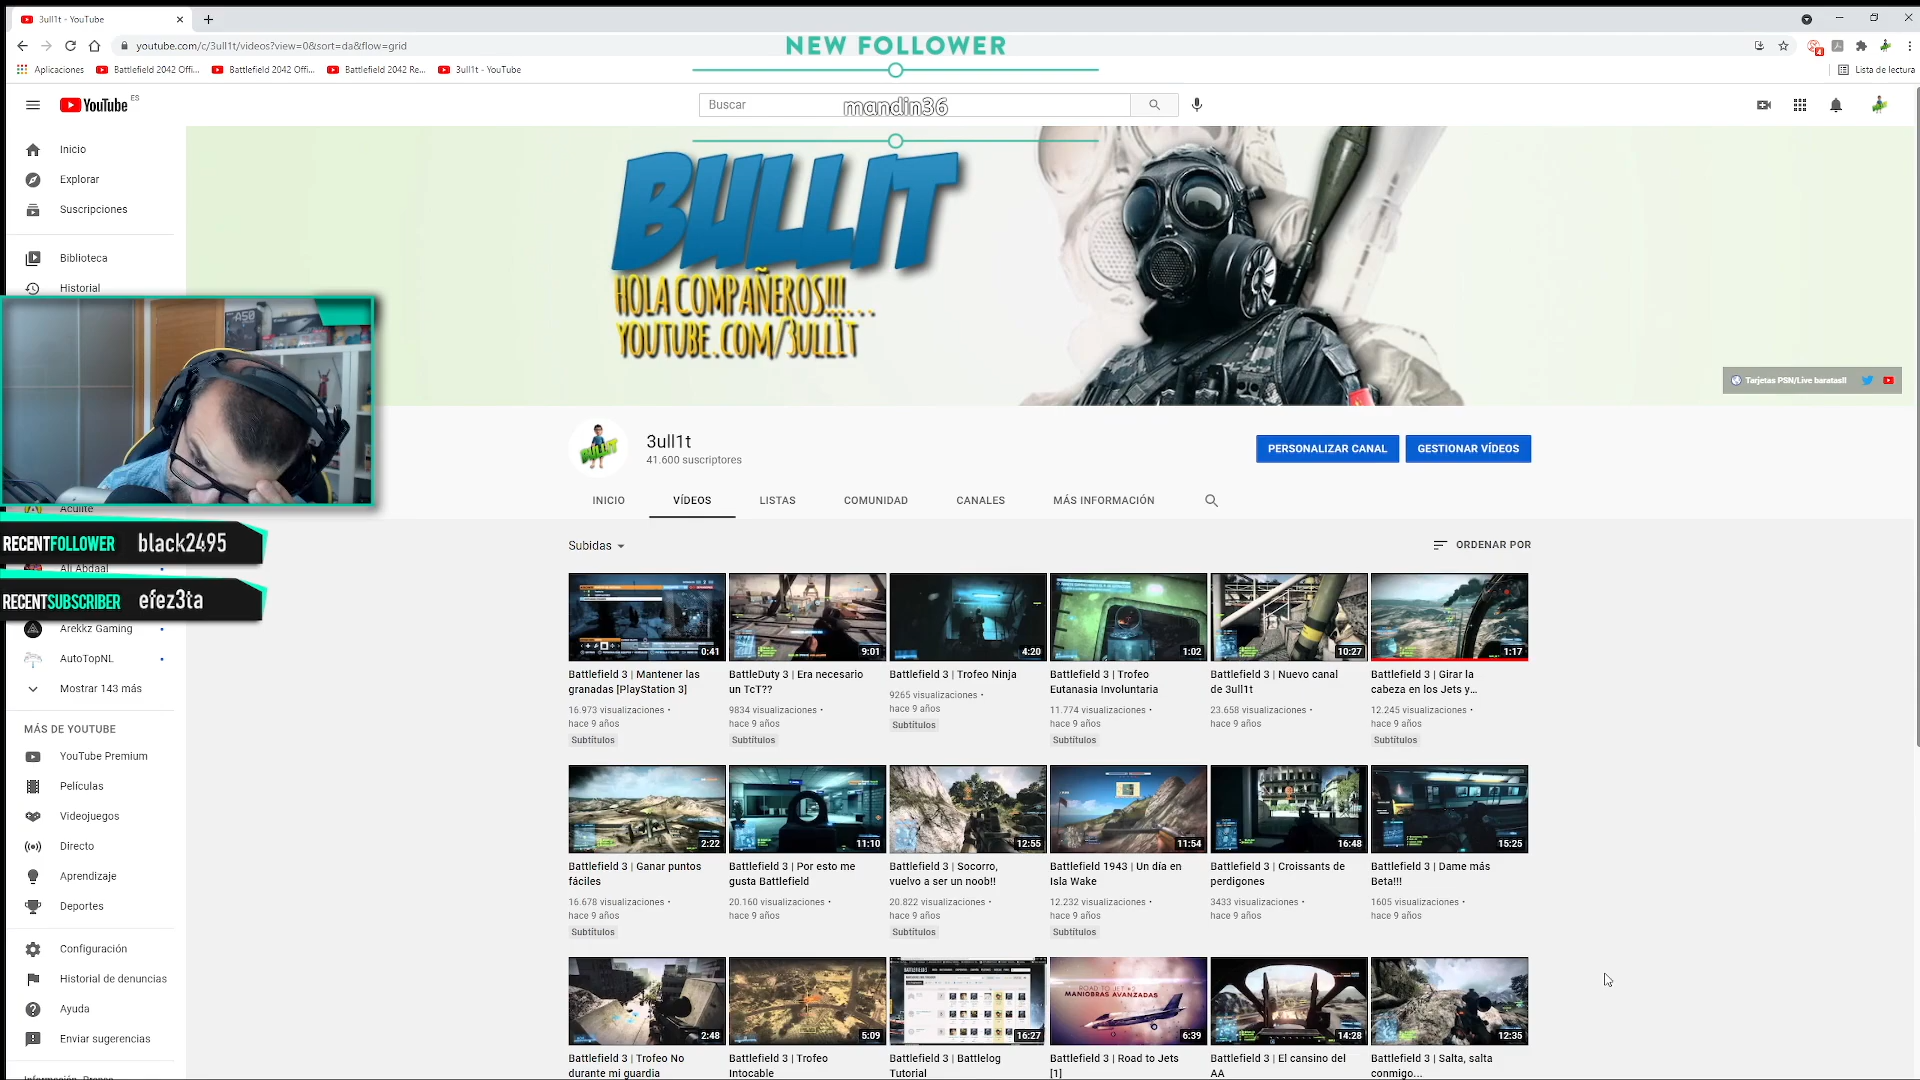 3ull1t - YouTube
youtube.com/c/3ull1t/videos?view=0&sort=da&flow=grid
NEW FOLLOWER
mandin36
Aplicaciones
Battlefield 2042 Offi...
Battlefield 2042 Offi...
Battlefield 2042 Re...
3ull1t - YouTube
Lista de lectura
YouTube ES
Buscar
Inicio
Explorar
Suscripciones
Biblioteca
Historial
BULLIT
HOLA COMPAÑEROS!!!....
YOUTUBE.COM/3ULL1T
Tarjetas PSN/Live baratas!!
A50
RECENTFOLLOWER black2495
Ali Abdaal
RECENTSUBSCRIBER efez3ta
Arekkz Gaming
AutoTopNL
Mostrar 143 más
MÁS DE YOUTUBE
YouTube Premium
Películas
Videojuegos
Directo
Aprendizaje
Deportes
Configuración
Historial de denuncias
Ayuda
Enviar sugerencias
BULLIT
3ull1t
41.600 suscriptores
PERSONALIZAR CANAL
GESTIONAR VÍDEOS
INICIO
VÍDEOS
LISTAS
COMUNIDAD
CANALES
MÁS INFORMACIÓN
Subidas
ORDENAR POR
0:41
Battlefield 3 | Mantener las
granadas [PlayStation 3]
16.973 visualizaciones •
hace 9 años
Subtítulos
9:01
BattleDuty 3 | Era necesario
un TcT??
9834 visualizaciones •
hace 9 años
Subtítulos
4:20
Battlefield 3 | Trofeo Ninja
9265 visualizaciones •
hace 9 años
Subtítulos
1:02
Battlefield 3 | Trofeo
Eutanasia Involuntaria
11.774 visualizaciones •
hace 9 años
Subtítulos
10:27
Battlefield 3 | Nuevo canal
de 3ull1t
23.658 visualizaciones •
hace 9 años
1:17
Battlefield 3 | Girar la
cabeza en los Jets y...
12.245 visualizaciones •
hace 9 años
Subtítulos
2:22
Battlefield 3 | Ganar puntos
fáciles
16.678 visualizaciones •
hace 9 años
Subtítulos
11:10
Battlefield 3 | Por esto me
gusta Battlefield
20.160 visualizaciones •
hace 9 años
12:55
Battlefield 3 | Socorro,
vuelvo a ser un noob!!
20.822 visualizaciones •
hace 9 años
Subtítulos
11:54
Battlefield 1943 | Un día en
Isla Wake
12.232 visualizaciones •
hace 9 años
Subtítulos
16:48
Battlefield 3 | Croissants de
perdigones
3433 visualizaciones •
hace 9 años
15:25
Battlefield 3 | Dame más
Beta!!!
1605 visualizaciones •
hace 9 años
2:48
Battlefield 3 | Trofeo No
durante mi guardia
5:09
Battlefield 3 | Trofeo
Intocable
16:27
Battlefield 3 | Battlelog
Tutorial
ROAD TO JET #2
MANIOBRAS AVANZADAS
6:39
Battlefield 3 | Road to Jets
[1]
14:28
Battlefield 3 | El cansino del
AA
12:35
Battlefield 3 | Salta, salta
conmigo...